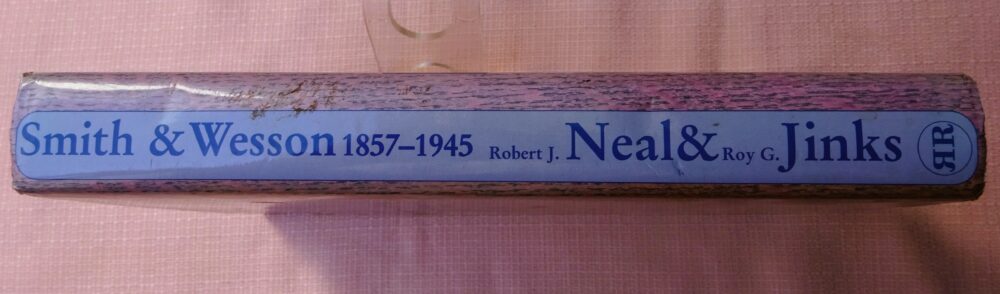 Smith & Wesson 1857–1945 Robert J. Neal & Roy G. Jinks
RR